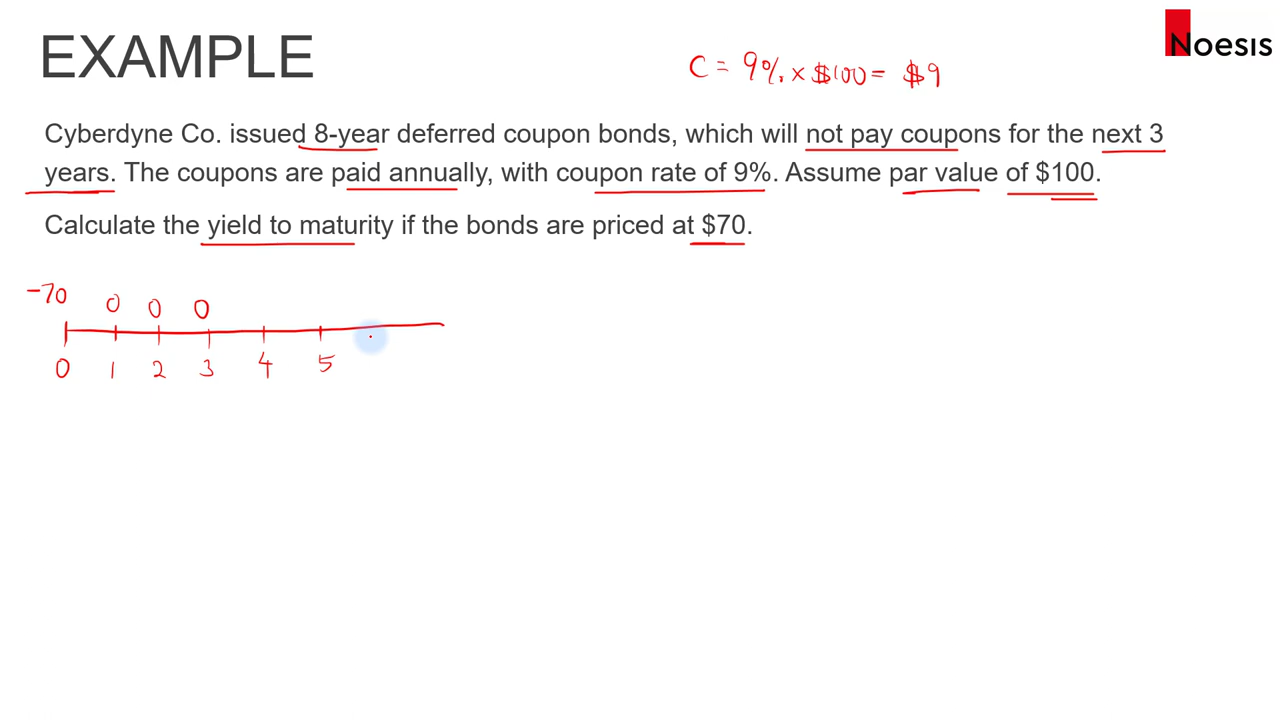 EXAMPLE
Noesis
C = 9% × $100 = $9
Cyberdyne Co. issued 8-year deferred coupon bonds, which will not pay coupons for the next 3
years. The coupons are paid annually, with coupon rate of 9%. Assume par value of $100.
Calculate the yield to maturity if the bonds are priced at $70.
-70 0 0 0
0 1 2 3 4 5